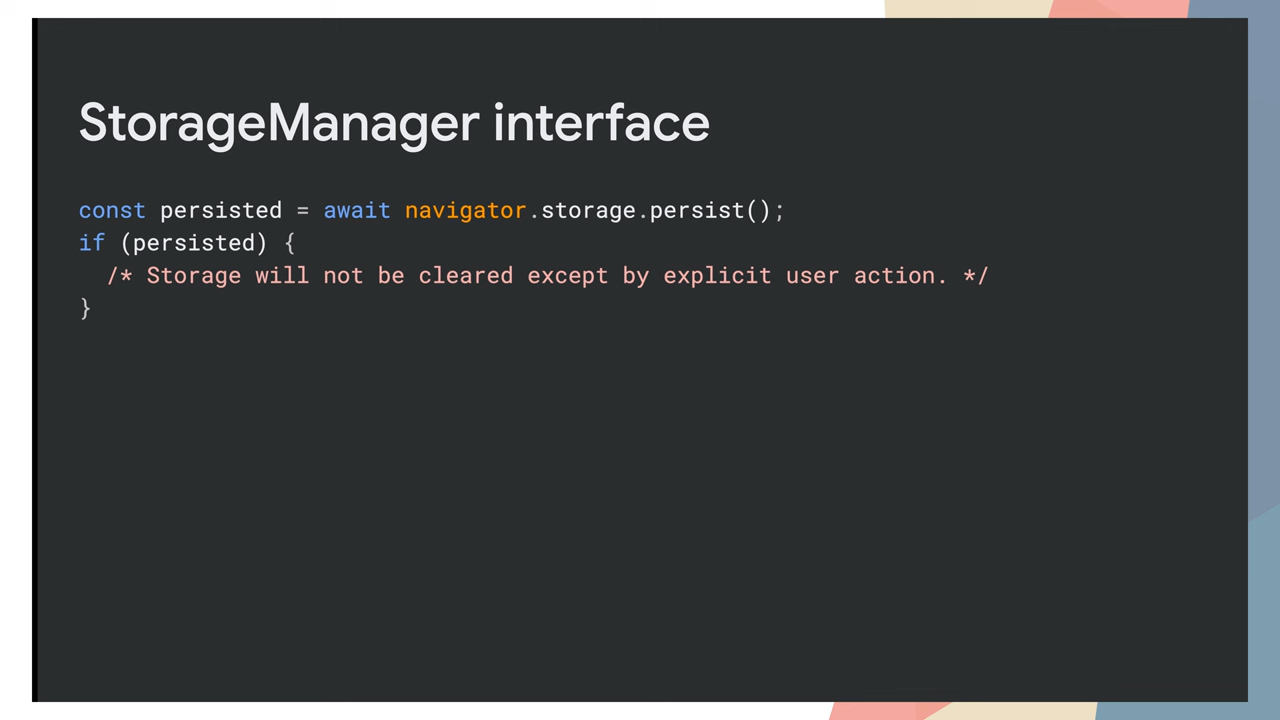 StorageManager interface
const persisted = await navigator.storage.persist();
if (persisted) {
  /* Storage will not be cleared except by explicit user action. */
}